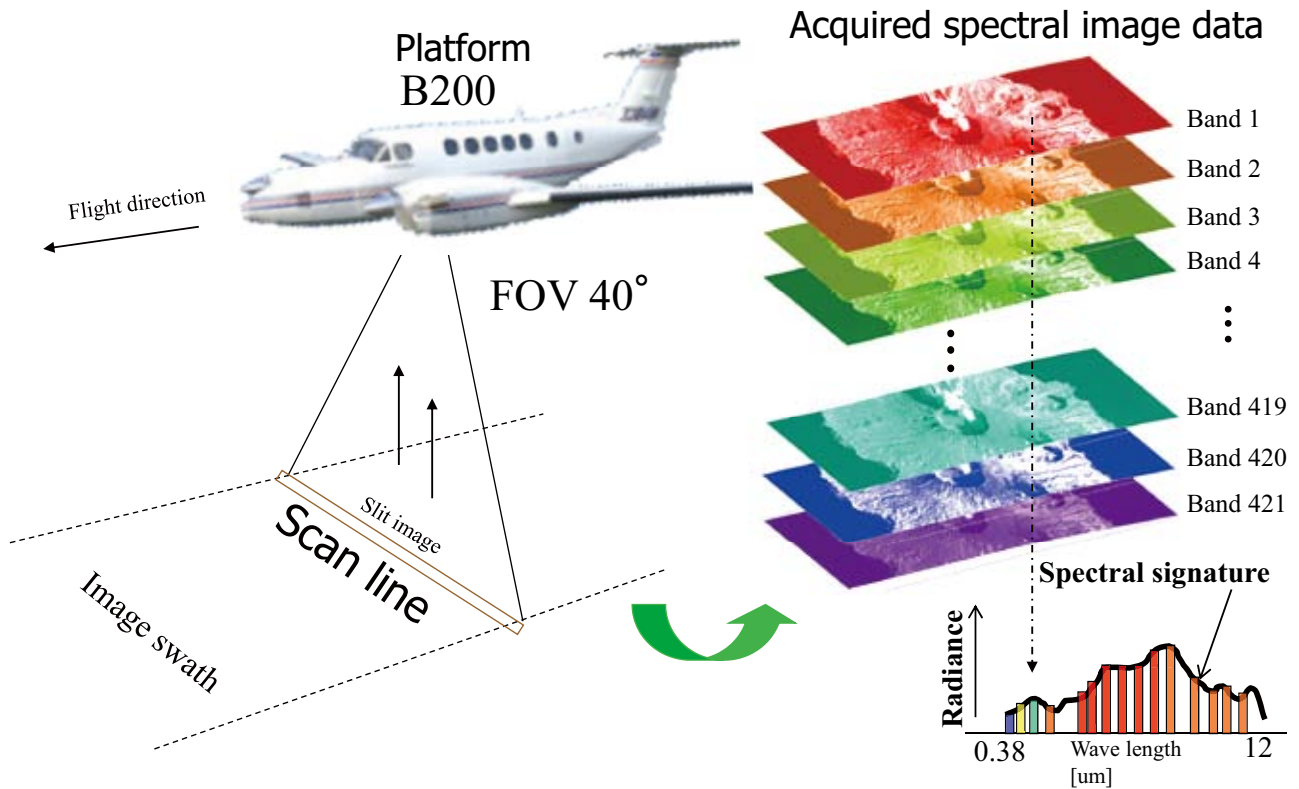 Platform
B200
Flight direction
FOV 40°
Slit image
Scan line
Image swath
Acquired spectral image data
Band 1
Band 2
Band 3
Band 4
Band 419
Band 420
Band 421
Spectral signature
Radiance
0.38
Wave length
[um]
12